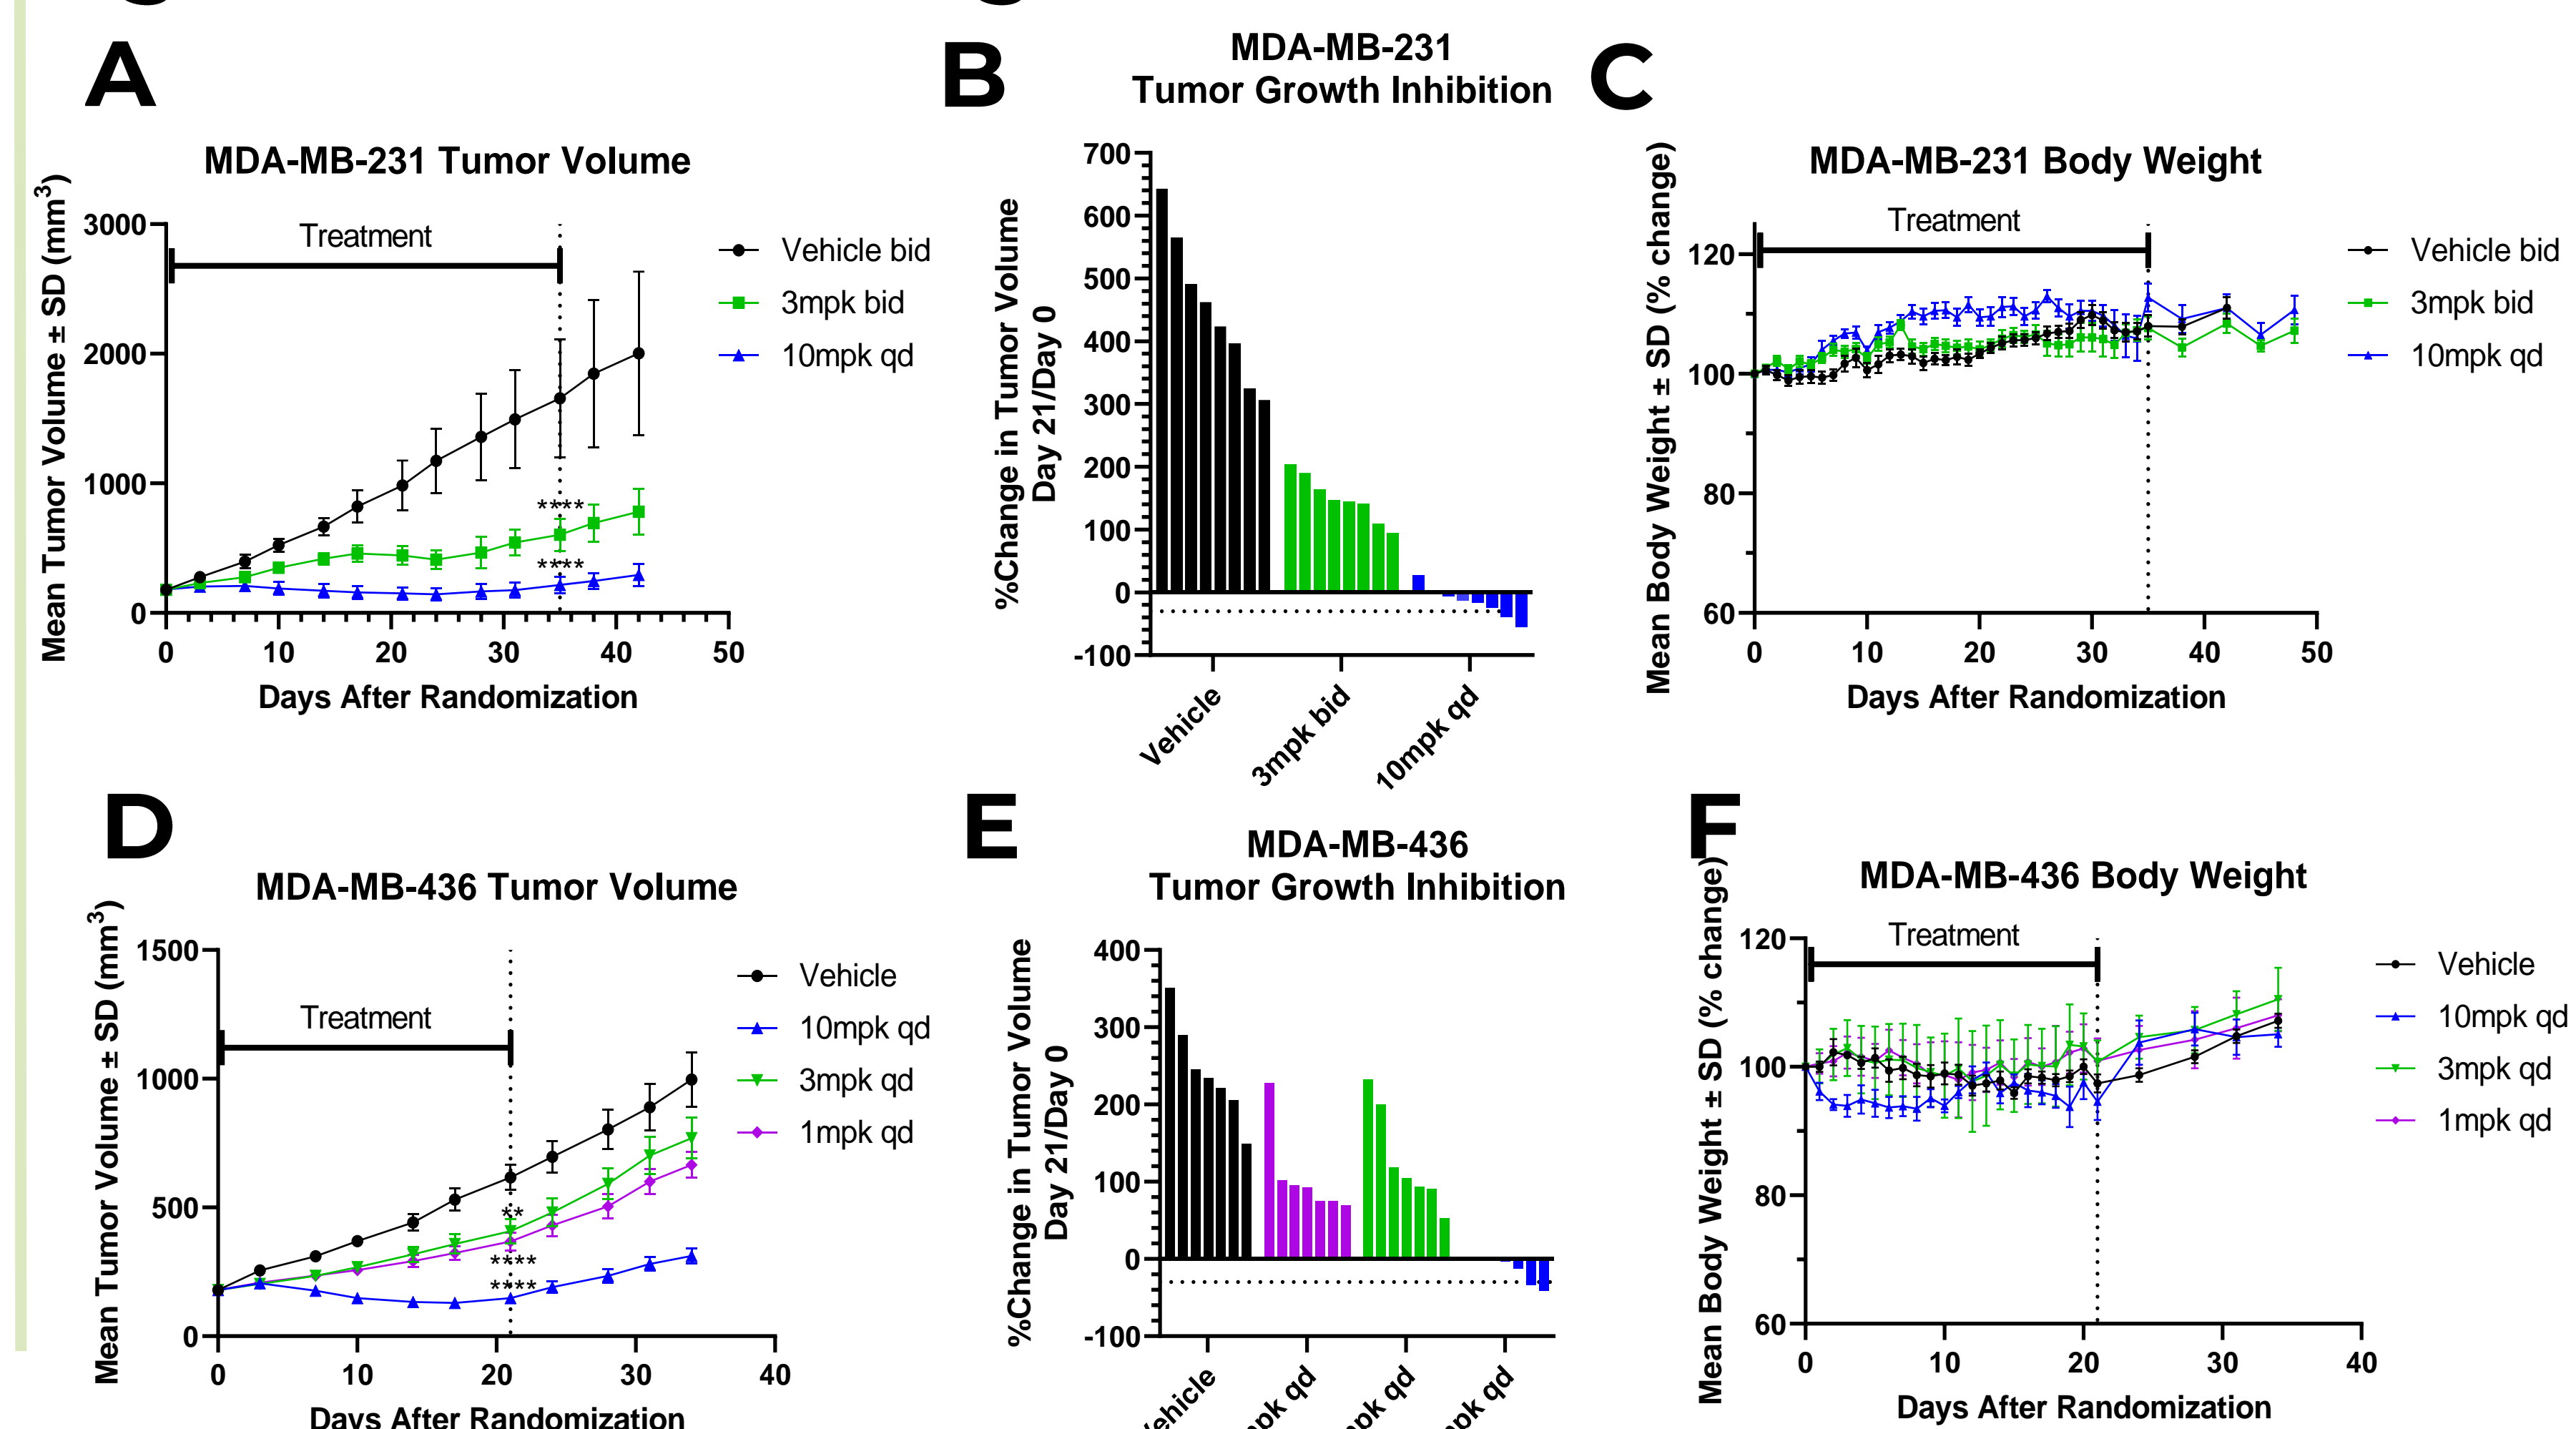 A
MDA-MB-231 Tumor Volume
Mean Tumor Volume ± SD (mm³)
3000
2000
1000
0
Treatment
****
****
0 10 20 30 40 50
Days After Randomization
Vehicle bid
3mpk bid
10mpk qd
B
MDA-MB-231
Tumor Growth Inhibition
%Change in Tumor Volume
Day 21/Day 0
700
600
500
400
300
200
100
0
-100
Vehicle
3mpk bid
10mpk qd
C
MDA-MB-231 Body Weight
Mean Body Weight ± SD (% change)
120
100
80
60
Treatment
0 10 20 30 40 50
Days After Randomization
Vehicle bid
3mpk bid
10mpk qd
D
MDA-MB-436 Tumor Volume
Mean Tumor Volume ± SD (mm³)
1500
1000
500
0
Treatment
**
****
****
0 10 20 30 40
Days After Randomization
Vehicle
10mpk qd
3mpk qd
1mpk qd
E
MDA-MB-436
Tumor Growth Inhibition
%Change in Tumor Volume
Day 21/Day 0
400
300
200
100
0
-100
ehicle
pk qd
pk qd
pk qd
F
MDA-MB-436 Body Weight
Mean Body Weight ± SD (% change)
120
100
80
60
Treatment
0 10 20 30 40
Days After Randomization
Vehicle
10mpk qd
3mpk qd
1mpk qd